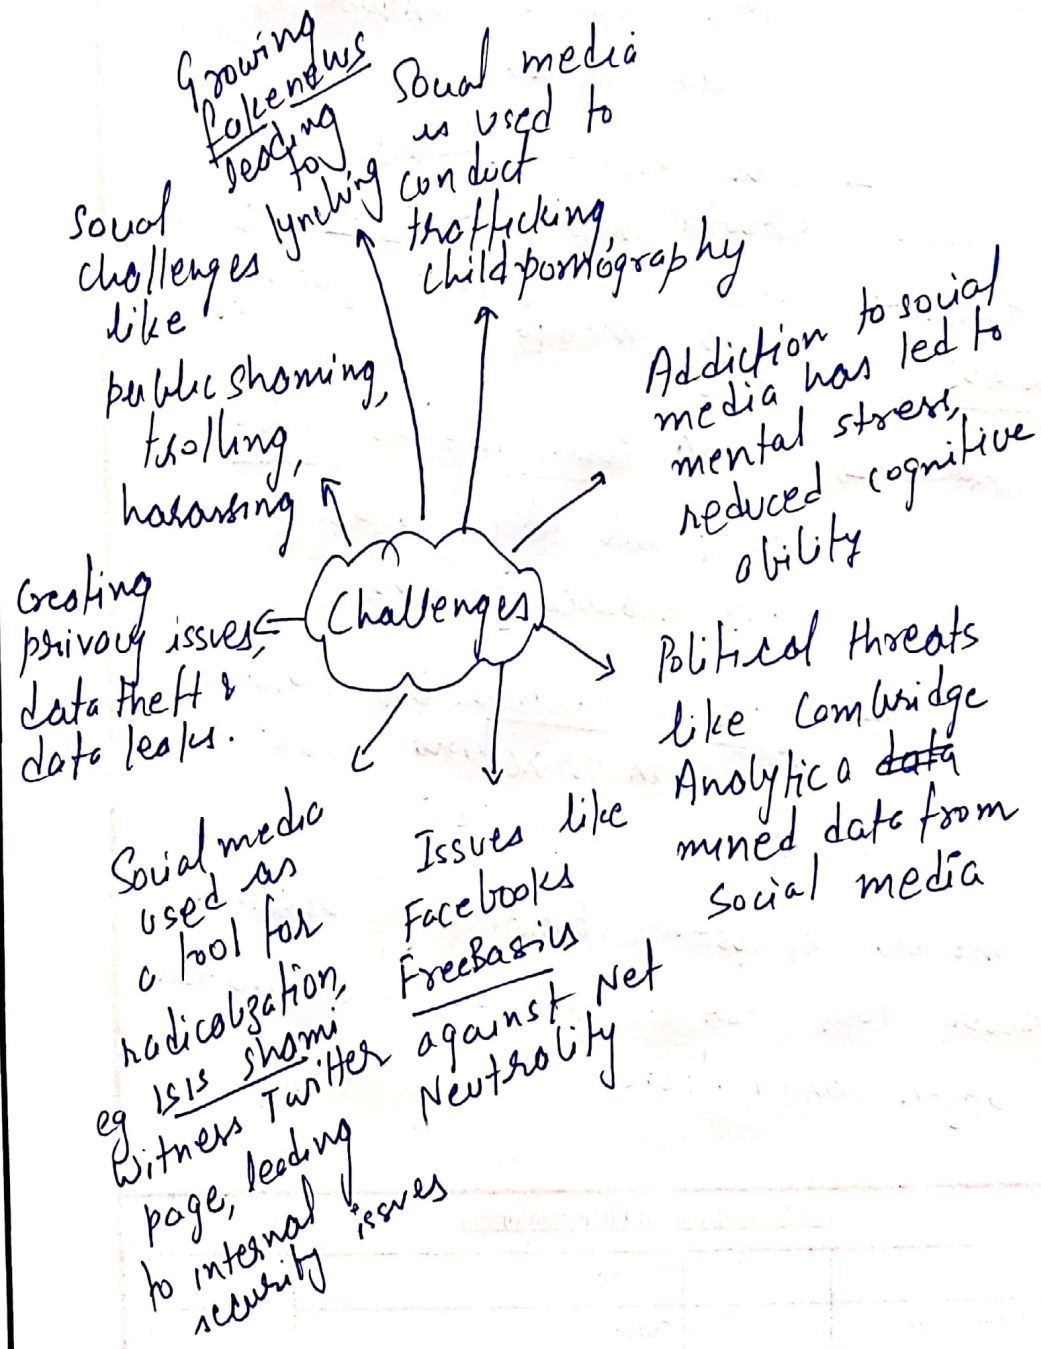 Growing
fakenews
leading
to
lynching
Social media
is used to
conduct
trafficking,
child pornography
Social
challenges
like
public shaming,
trolling,
harassing
Addiction to social
media has led to
mental stress,
reduced cognitive
ability
Creating
privacy issues,
data theft &
data leaks.
Challenges
Political threats
like Cambridge
Analytica data
mined data from
Social media
Social media
used as
a tool for
radicalization,
eg ISIS shami
Witness Twitter
page, leading
to internal
security issues
Issues like
Facebooks
FreeBasics
against Net
Neutrality